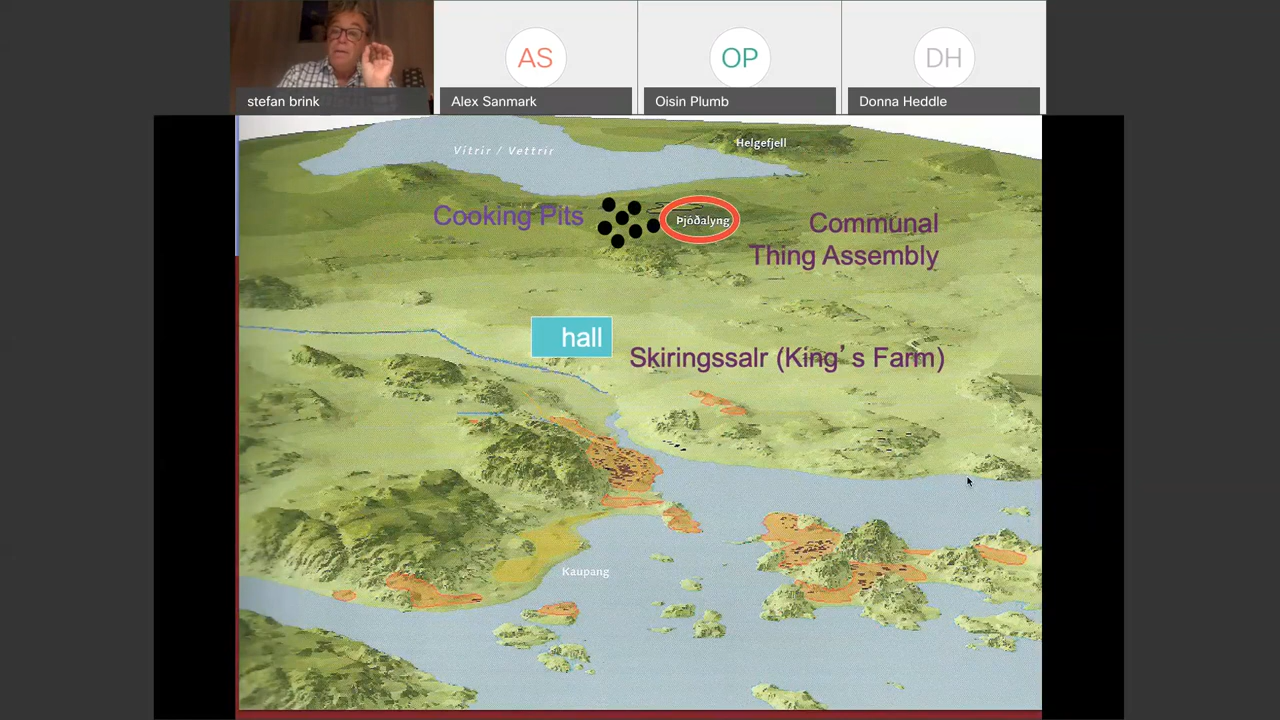 AS
OP
DH
stefan brink
Alex Sanmark
Oisin Plumb
Donna Heddle
Vítrir / Vettrir
Helgefjell
Cooking Pits
Þjóðalyng
Communal
Thing Assembly
hall
Skiringssalr (King’s Farm)
Kaupang